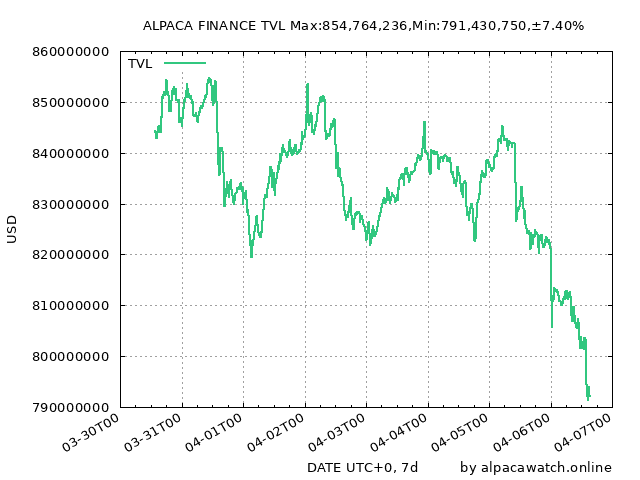 ALPACA FINANCE TVL Max:854,764,236,Min:791,430,750,±7.40%
TVL
860000000
850000000
840000000
830000000
820000000
810000000
800000000
790000000
USD
03-30T00
03-31T00
04-01T00
04-02T00
04-03T00
04-04T00
04-05T00
04-06T00
04-07T00
DATE UTC+0, 7d
by alpacawatch.online